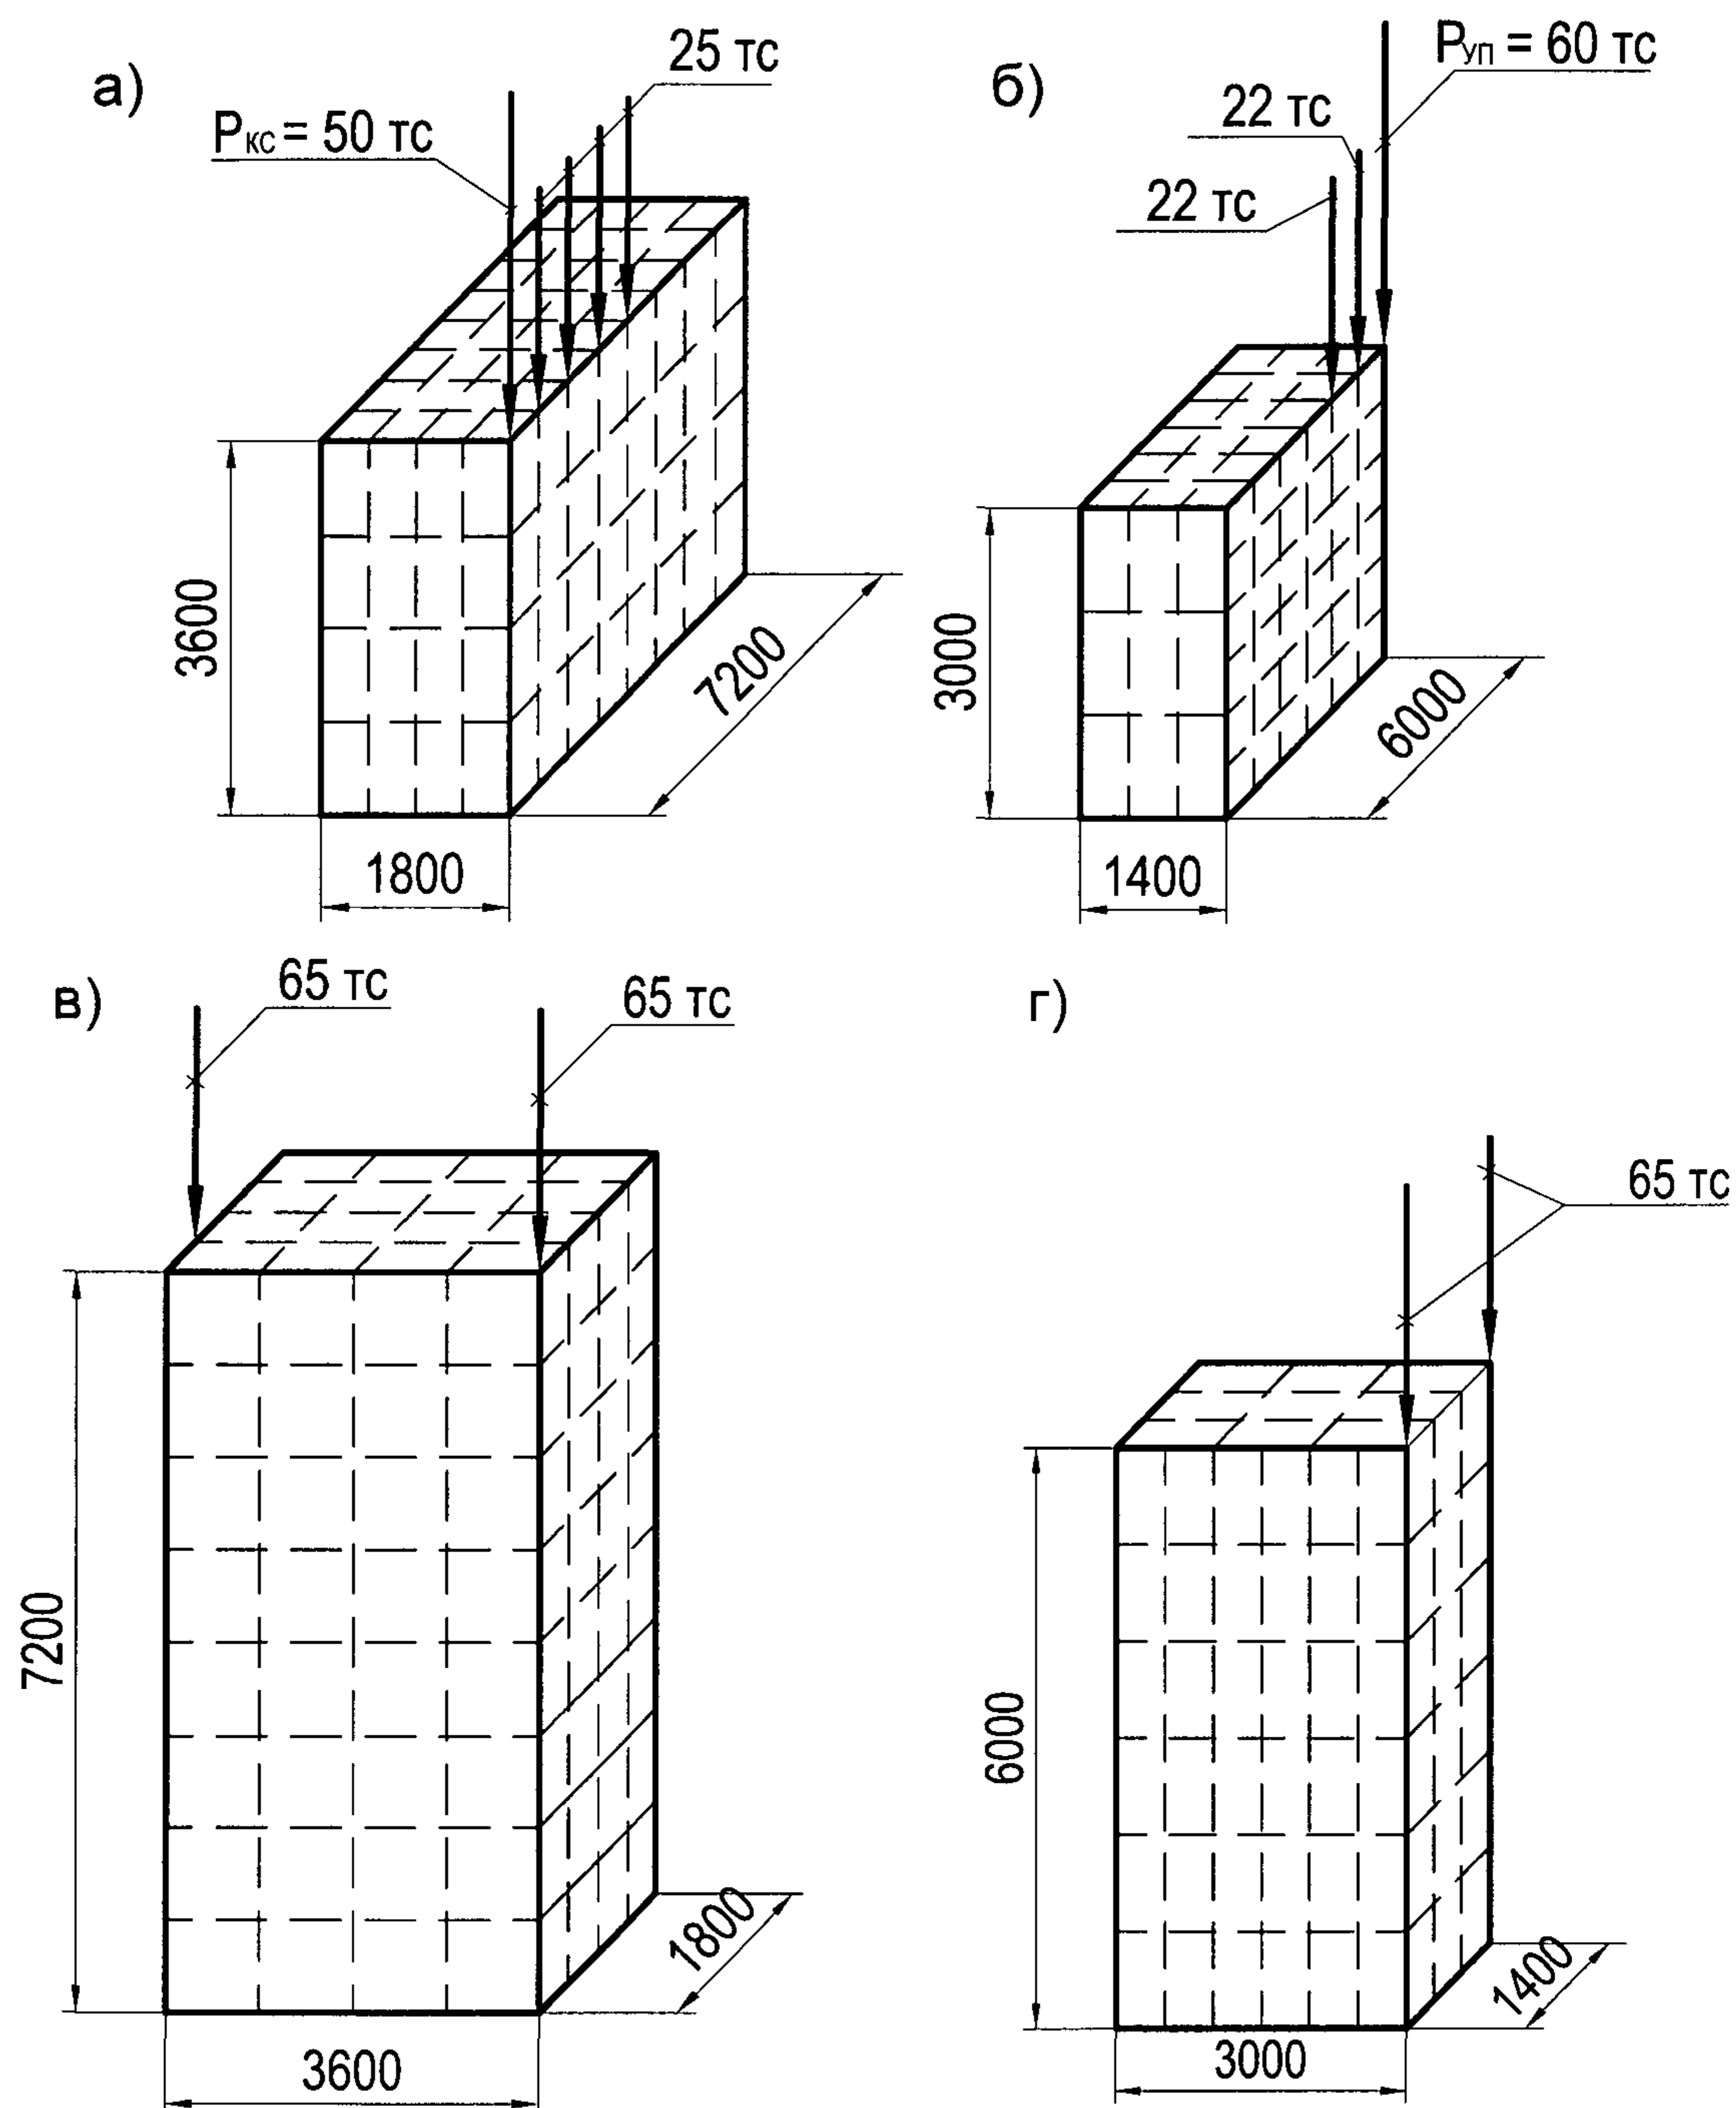 а)
25 тс
Pкс = 50 тс
3600
7200
1800
б)
Pуп = 60 тс
22 тс
22 тс
3000
6000
1400
в)
65 тс
65 тс
7200
1800
3600
г)
65 тс
6000
1400
3000